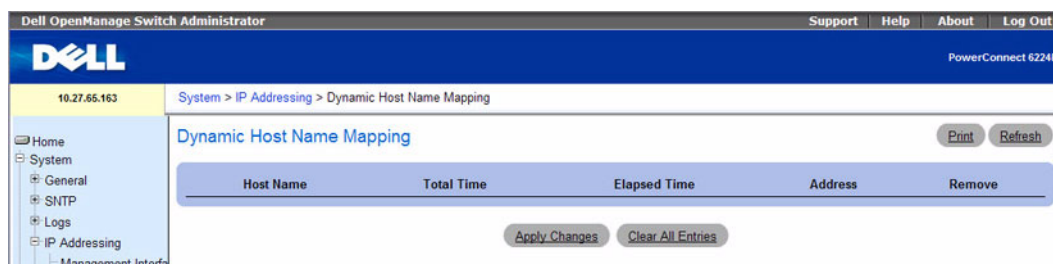 Dell OpenManage Switch Administrator
Support Help About Log Out
DELL
PowerConnect 6224
10.27.65.163
System > IP Addressing > Dynamic Host Name Mapping
Home
System
General
SNTP
Logs
IP Addressing
Management Interfa
Dynamic Host Name Mapping
Print Refresh
Host Name Total Time Elapsed Time Address Remove
Apply Changes Clear All Entries